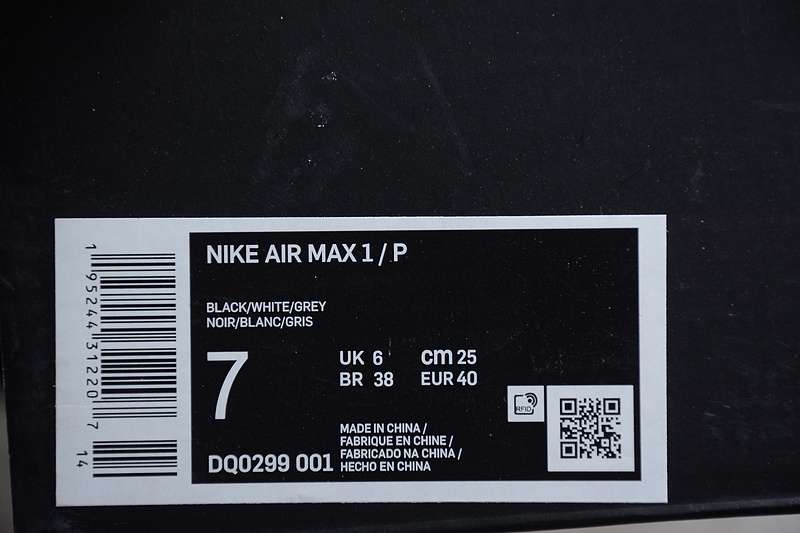 NIKE AIR MAX 1 / P
BLACK/WHITE/GREY
NOIR/BLANC/GRIS
7
UK 6 cm 25
BR 38 EUR 40
RFID
MADE IN CHINA /
FABRIQUE EN CHINE /
FABRICADO NA CHINA /
HECHO EN CHINA
DQ0299 001
1 95244 31220 7
14